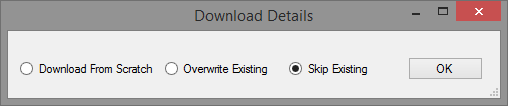 Download Details
Download From Scratch Overwrite Existing Skip Existing OK